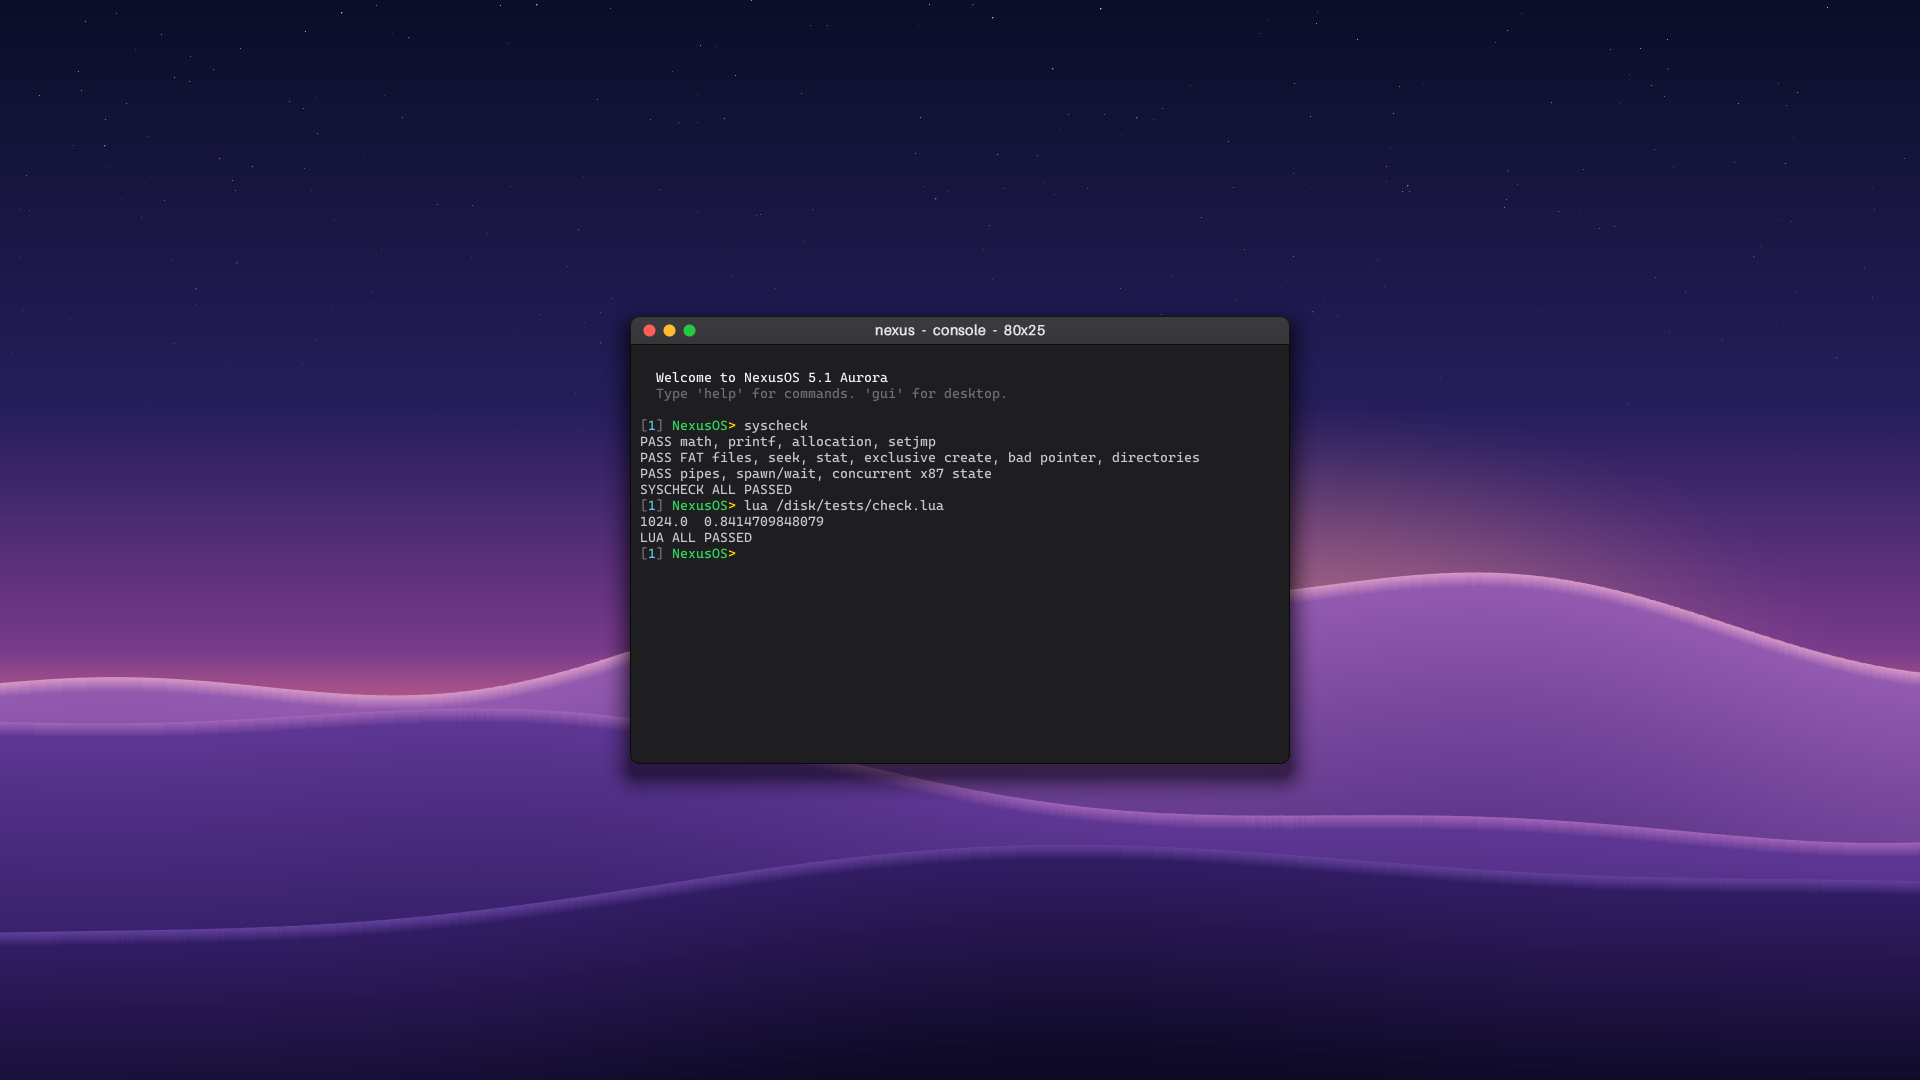 nexus - console - 80x25
Welcome to NexusOS 5.1 Aurora
Type 'help' for commands. 'gui' for desktop.
[1] NexusOS> syscheck
PASS math, printf, allocation, setjmp
PASS FAT files, seek, stat, exclusive create, bad pointer, directories
PASS pipes, spawn/wait, concurrent x87 state
SYSCHECK ALL PASSED
[1] NexusOS> lua /disk/tests/check.lua
1024.0  0.8414709848079
LUA ALL PASSED
[1] NexusOS>